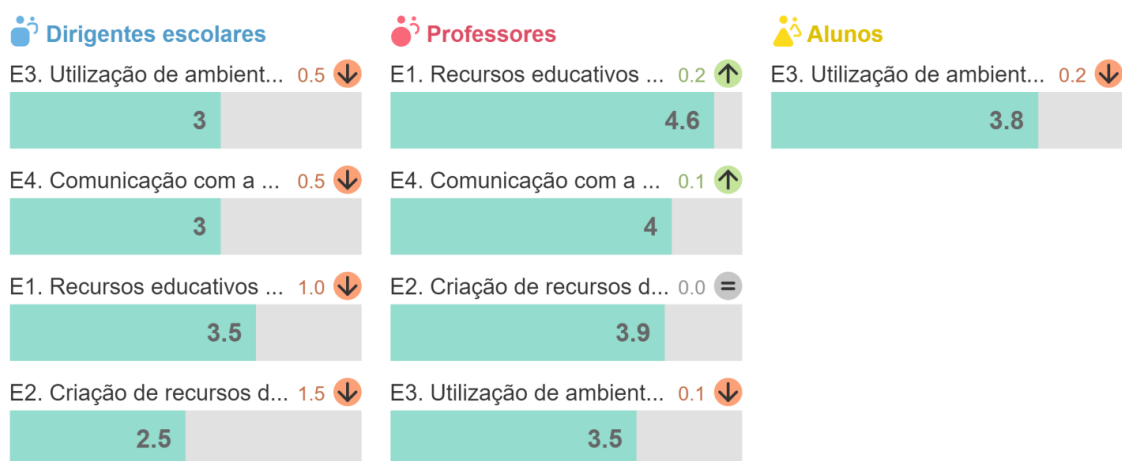 Dirigentes escolares
E3. Utilização de ambient... 0.5
3
E4. Comunicação com a ... 0.5
3
E1. Recursos educativos ... 1.0
3.5
E2. Criação de recursos d... 1.5
2.5
Professores
E1. Recursos educativos ... 0.2
4.6
E4. Comunicação com a ... 0.1
4
E2. Criação de recursos d... 0.0
3.9
E3. Utilização de ambient... 0.1
3.5
Alunos
E3. Utilização de ambient... 0.2
3.8